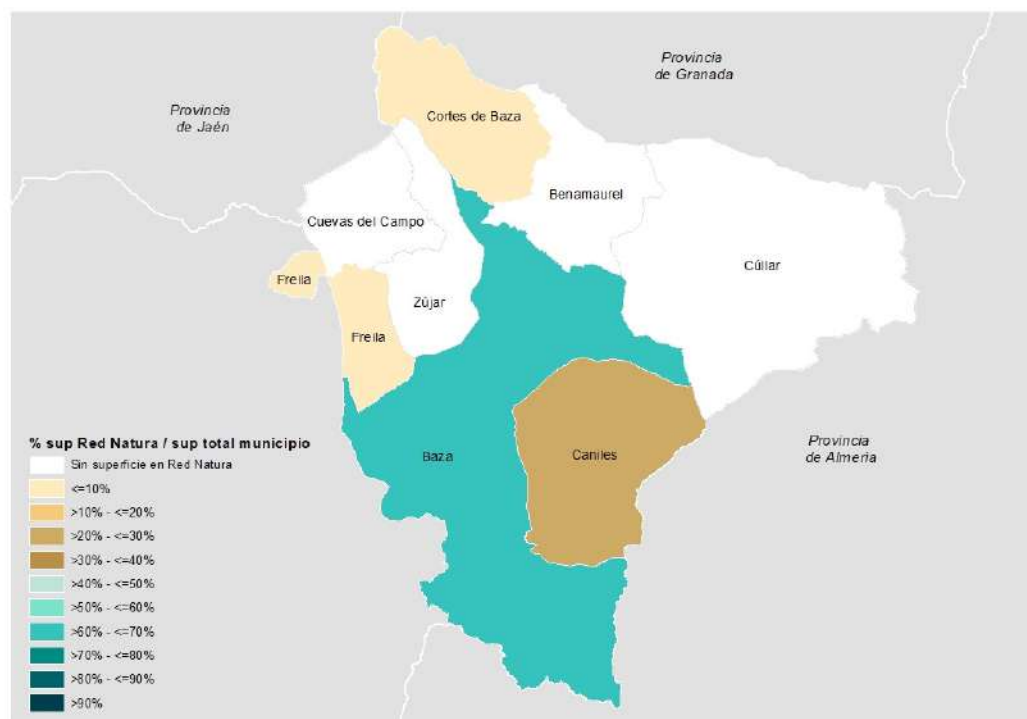 Provincia
de Granada
Provincia
de Jaén
Cortes de Baza
Benamaurel
Cuevas del Campo
Cúllar
Freila
Zújar
Freila
Baza
Caniles
Provincia
de Almería
% sup Red Natura / sup total municipio
Sin superficie en Red Natura
<=10%
>10% - <=20%
>20% - <=30%
>30% - <=40%
>40% - <=50%
>50% - <=60%
>60% - <=70%
>70% - <=80%
>80% - <=90%
>90%